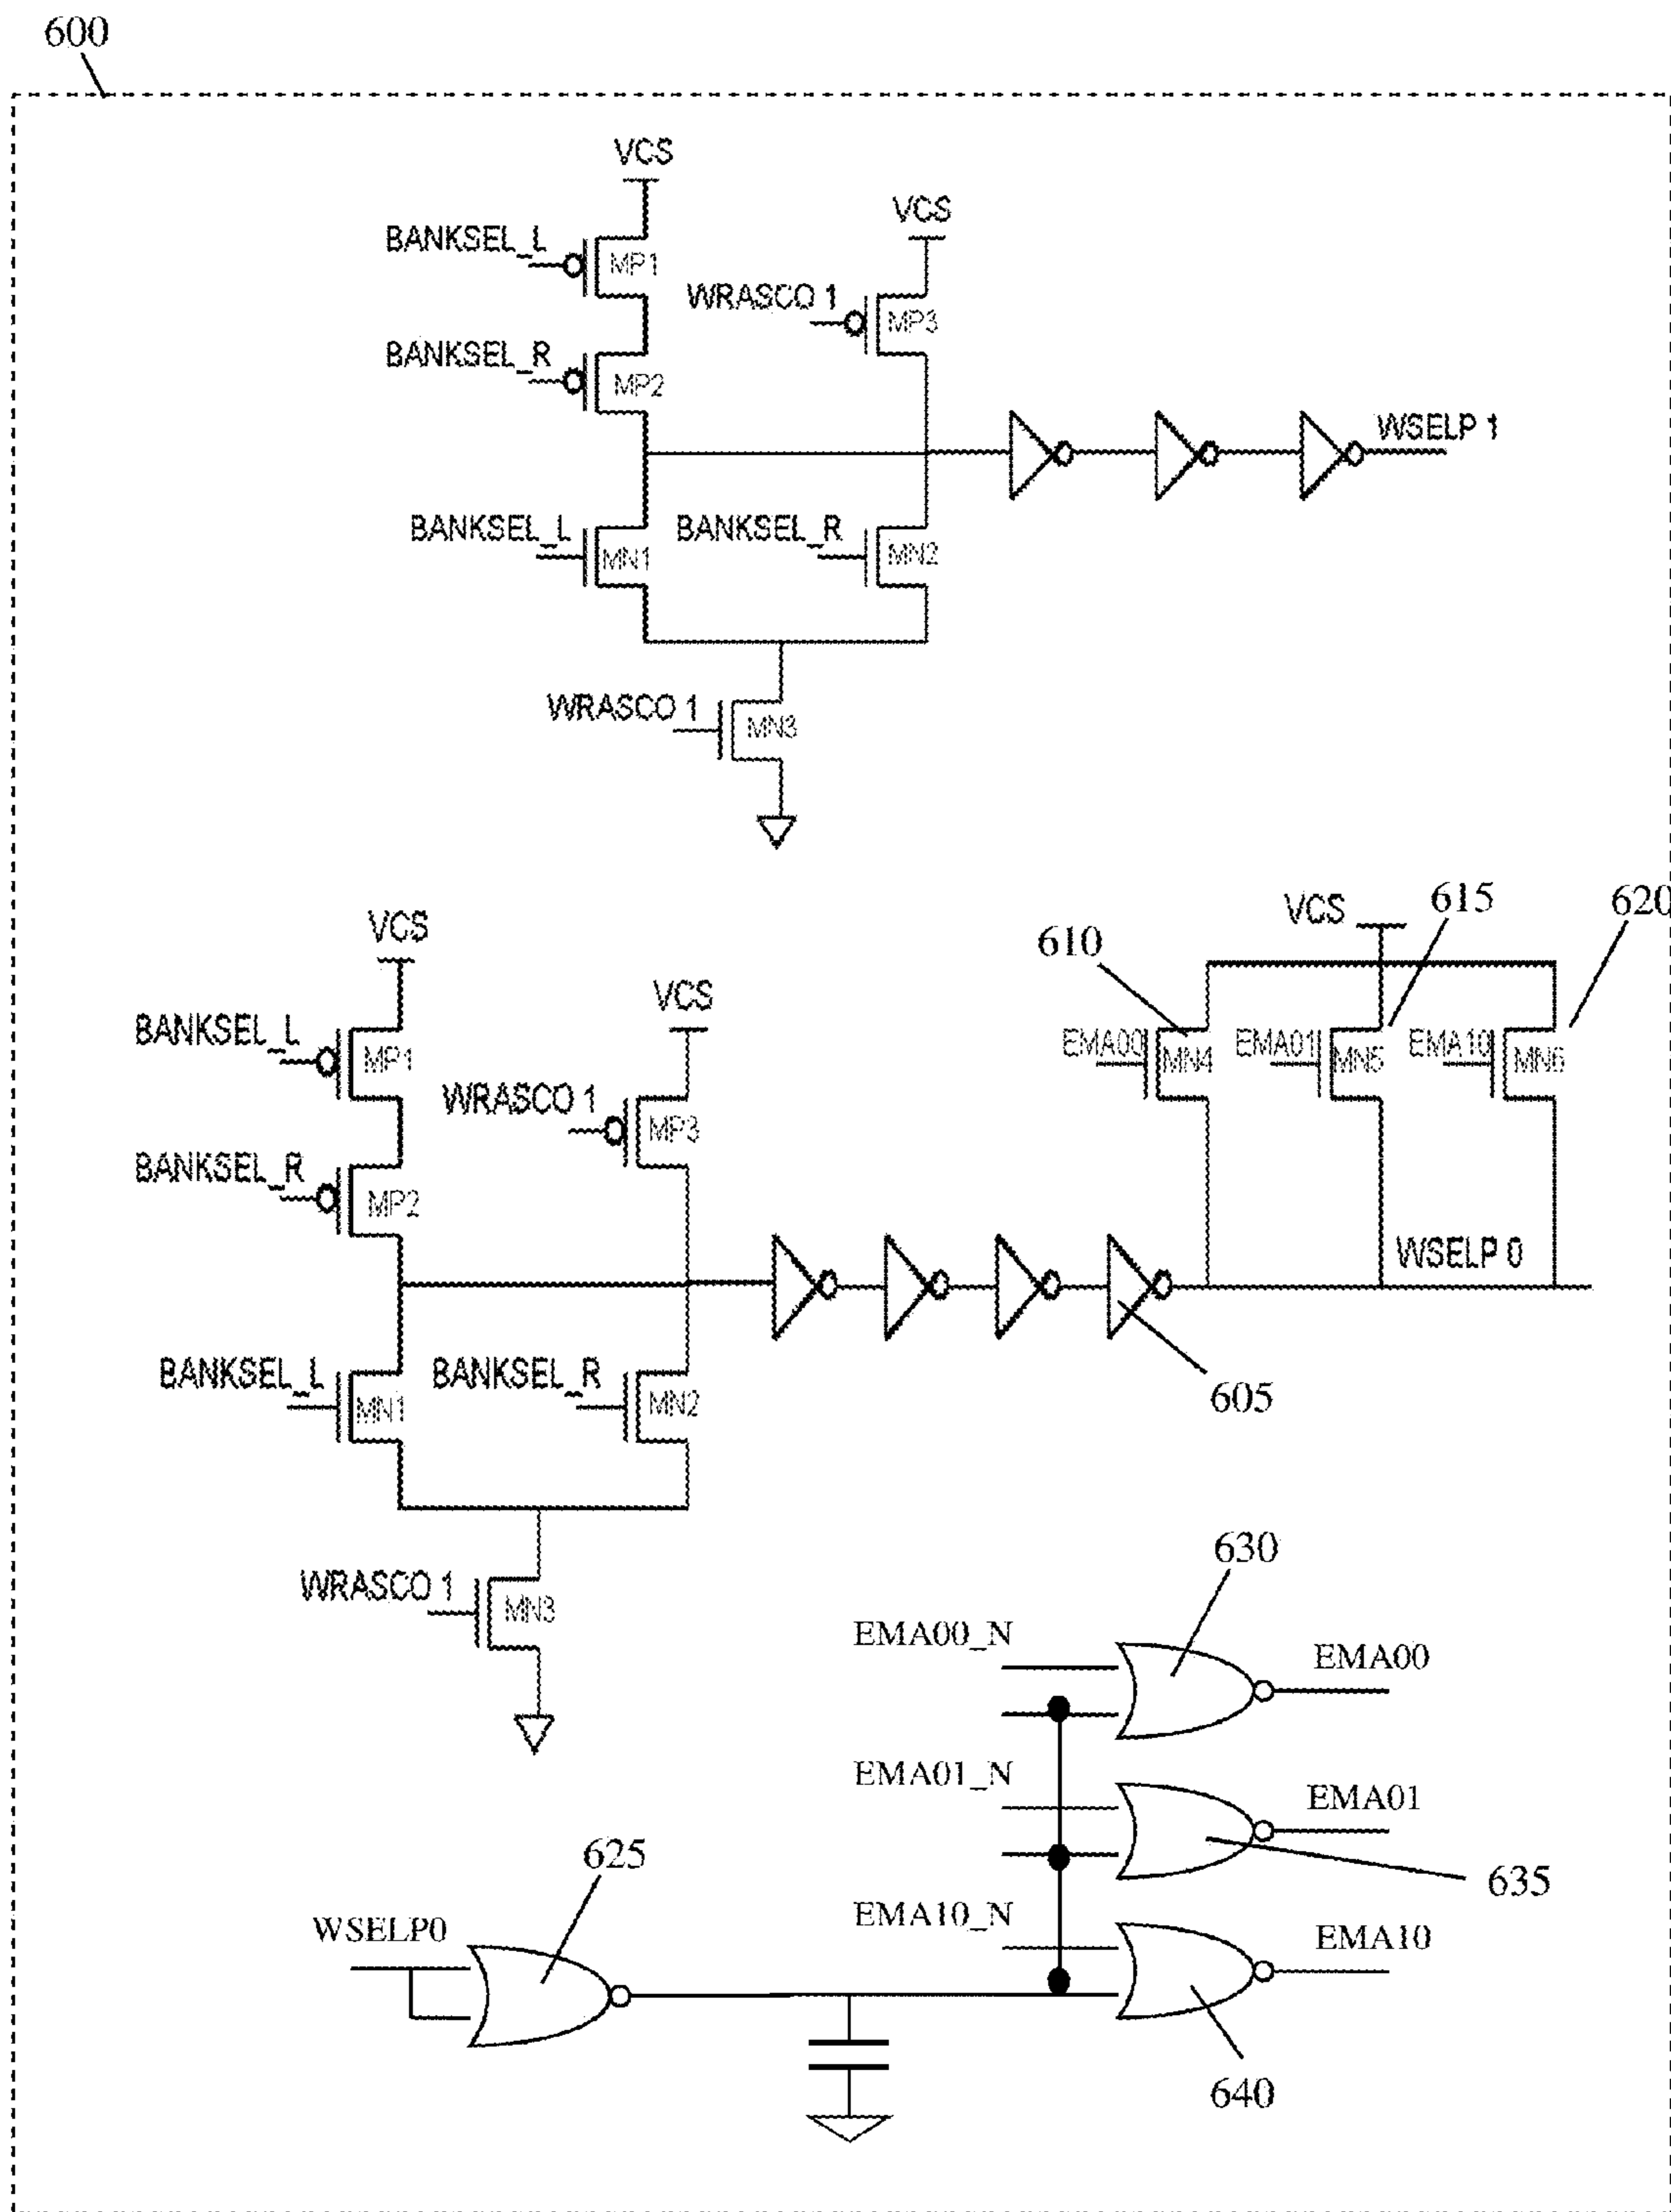 600
VCS
VCS
BANKSEL_L
MP1
WRASCO 1
MP3
BANKSEL_R
MP2
WSELP 1
BANKSEL_L
MN1
BANKSEL_R
MN2
WRASCO 1
MN3
VCS
VCS
VCS
610
615
620
BANKSEL_L
MP1
EMA00
MN4
EMA01
MN5
EMA10
MN6
WRASCO 1
MP3
BANKSEL_R
MP2
WSELP 0
BANKSEL_L
MN1
BANKSEL_R
MN2
605
WRASCO 1
MN3
630
EMA00_N
EMA00
EMA01_N
EMA01
625
635
EMA10_N
EMA10
WSELP0
640